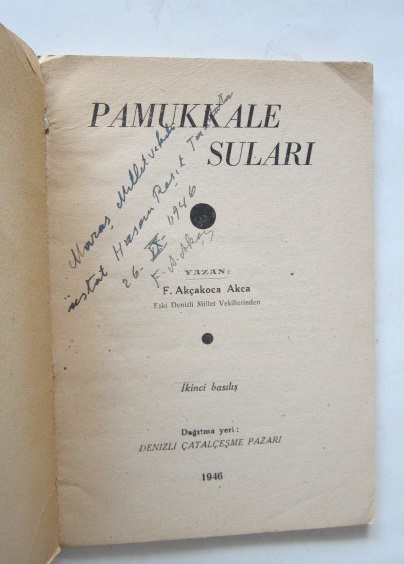 PAMUKKALE
SULARI
Maraş Milletvekili
üstat Hasan Reşit Tankut'a
26-IX-1946
F. A. Akça
YAZAN:
F. Akçakoca Akca
Eski Denizli Millet Vekillerinden
İkinci basılış
Dağıtma yeri:
DENİZLİ ÇATALÇEŞME PAZARI
1946